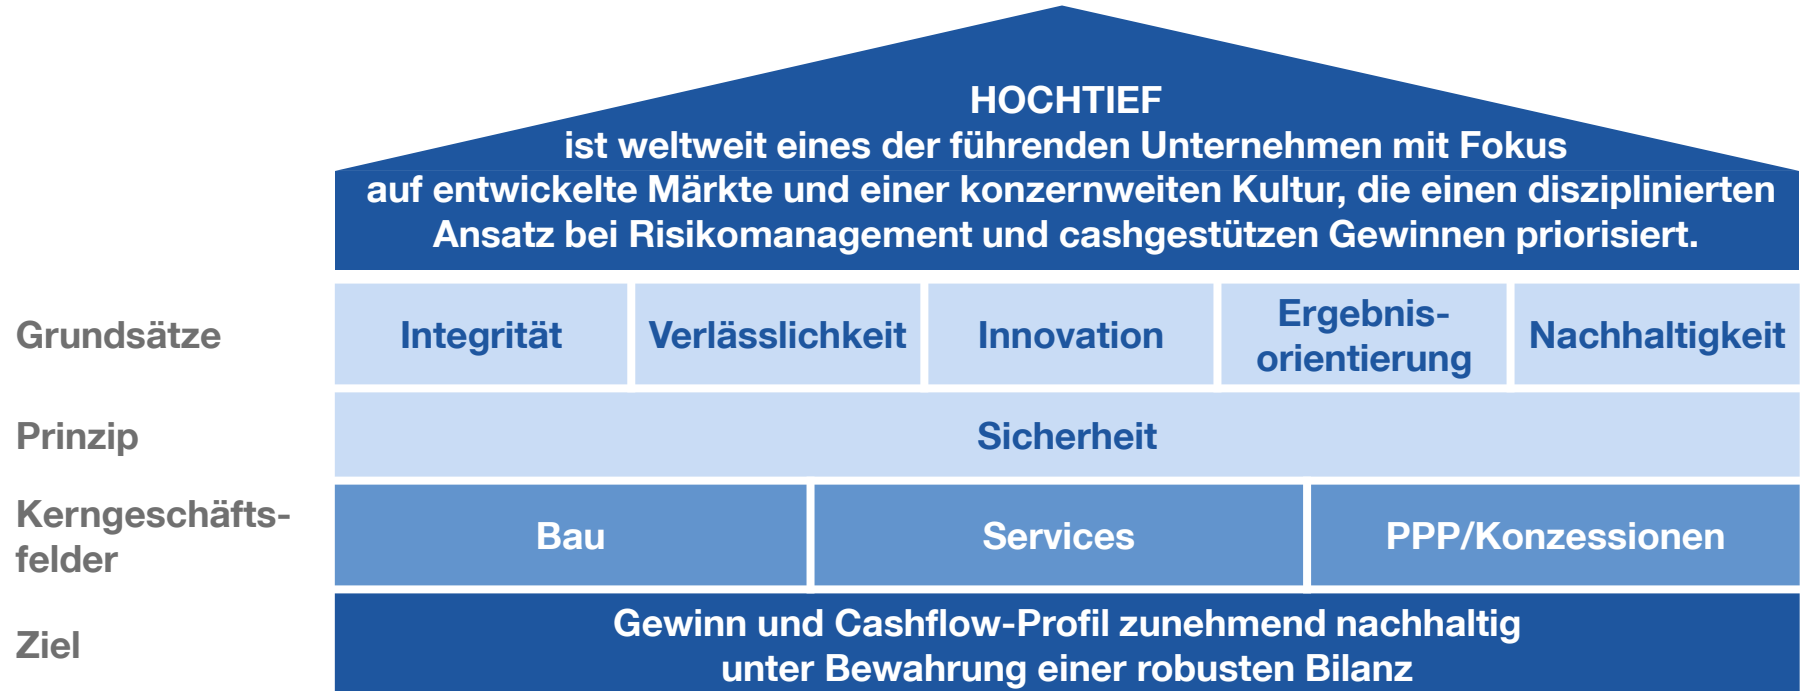 HOCHTIEF
ist weltweit eines der führenden Unternehmen mit Fokus
auf entwickelte Märkte und einer konzernweiten Kultur, die einen disziplinierten
Ansatz bei Risikomanagement und cashgestützen Gewinnen priorisiert.
Grundsätze
Integrität
Verlässlichkeit
Innovation
Ergebnis-
orientierung
Nachhaltigkeit
Prinzip
Sicherheit
Kerngeschäfts-
felder
Bau
Services
PPP/Konzessionen
Ziel
Gewinn und Cashflow-Profil zunehmend nachhaltig
unter Bewahrung einer robusten Bilanz